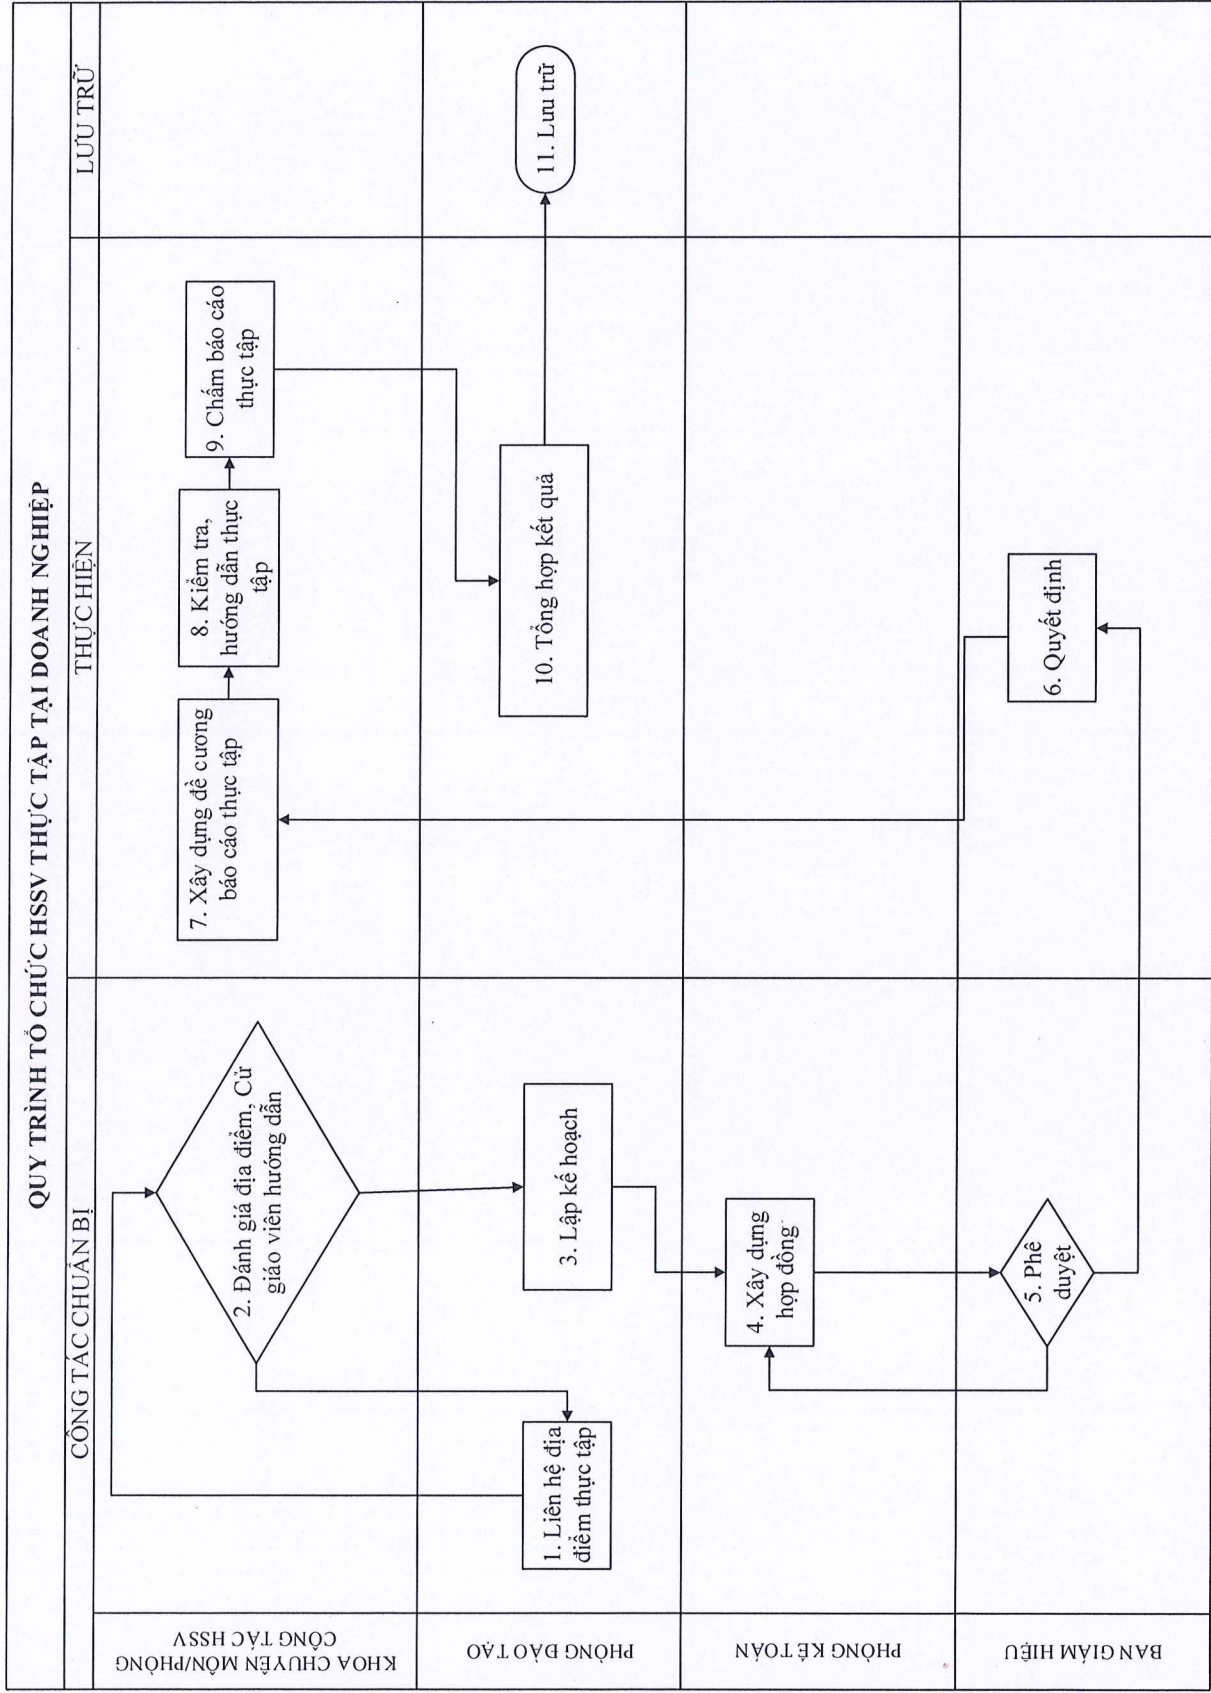 QUY TRÌNH TỔ CHỨC HSSV THỰC TẬP TẠI DOANH NGHIỆP
CÔNG TÁC CHUẨN BỊ
THỰC HIỆN
LƯU TRỮ
KHOA CHUYÊN MÔN/PHÒNG
CÔNG TÁC HSSV
2. Đánh giá địa điểm, Cử
giáo viên hướng dẫn
7. Xây dựng đề cương
báo cáo thực tập
8. Kiểm tra,
hướng dẫn thực
tập
9. Chấm báo cáo
thực tập
PHÒNG ĐÀO TẠO
1. Liên hệ địa
điểm thực tập
3. Lập kế hoạch
10. Tổng hợp kết quả
11. Lưu trữ
PHÒNG KẾ TOÁN
4. Xây dựng
hợp đồng
BAN GIÁM HIỆU
5. Phê
duyệt
6. Quyết định